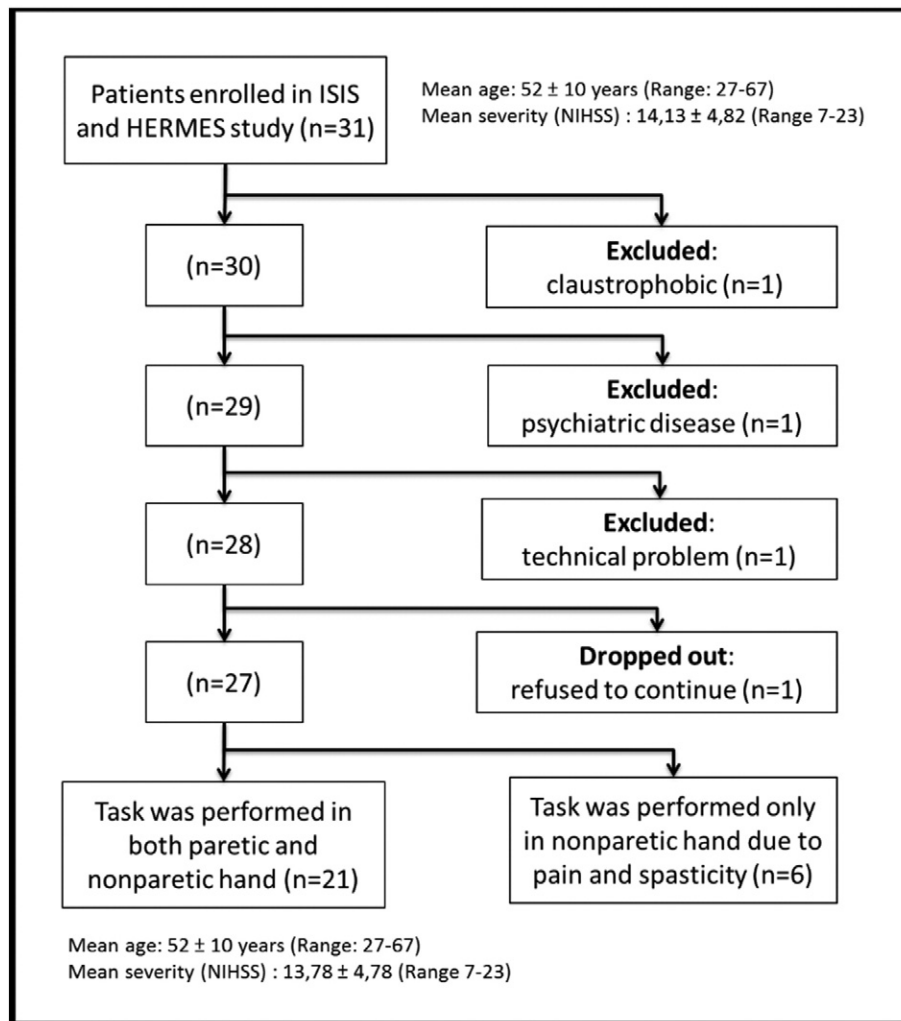 Patients enrolled in ISIS
and HERMES study (n=31)
Mean age: 52 ± 10 years (Range: 27-67)
Mean severity (NIHSS) : 14,13 ± 4,82 (Range 7-23)
(n=30)
Excluded:
claustrophobic (n=1)
(n=29)
Excluded:
psychiatric disease (n=1)
(n=28)
Excluded:
technical problem (n=1)
(n=27)
Dropped out:
refused to continue (n=1)
Task was performed in
both paretic and
nonparetic hand (n=21)
Task was performed only
in nonparetic hand due to
pain and spasticity (n=6)
Mean age: 52 ± 10 years (Range: 27-67)
Mean severity (NIHSS) : 13,78 ± 4,78 (Range 7-23)